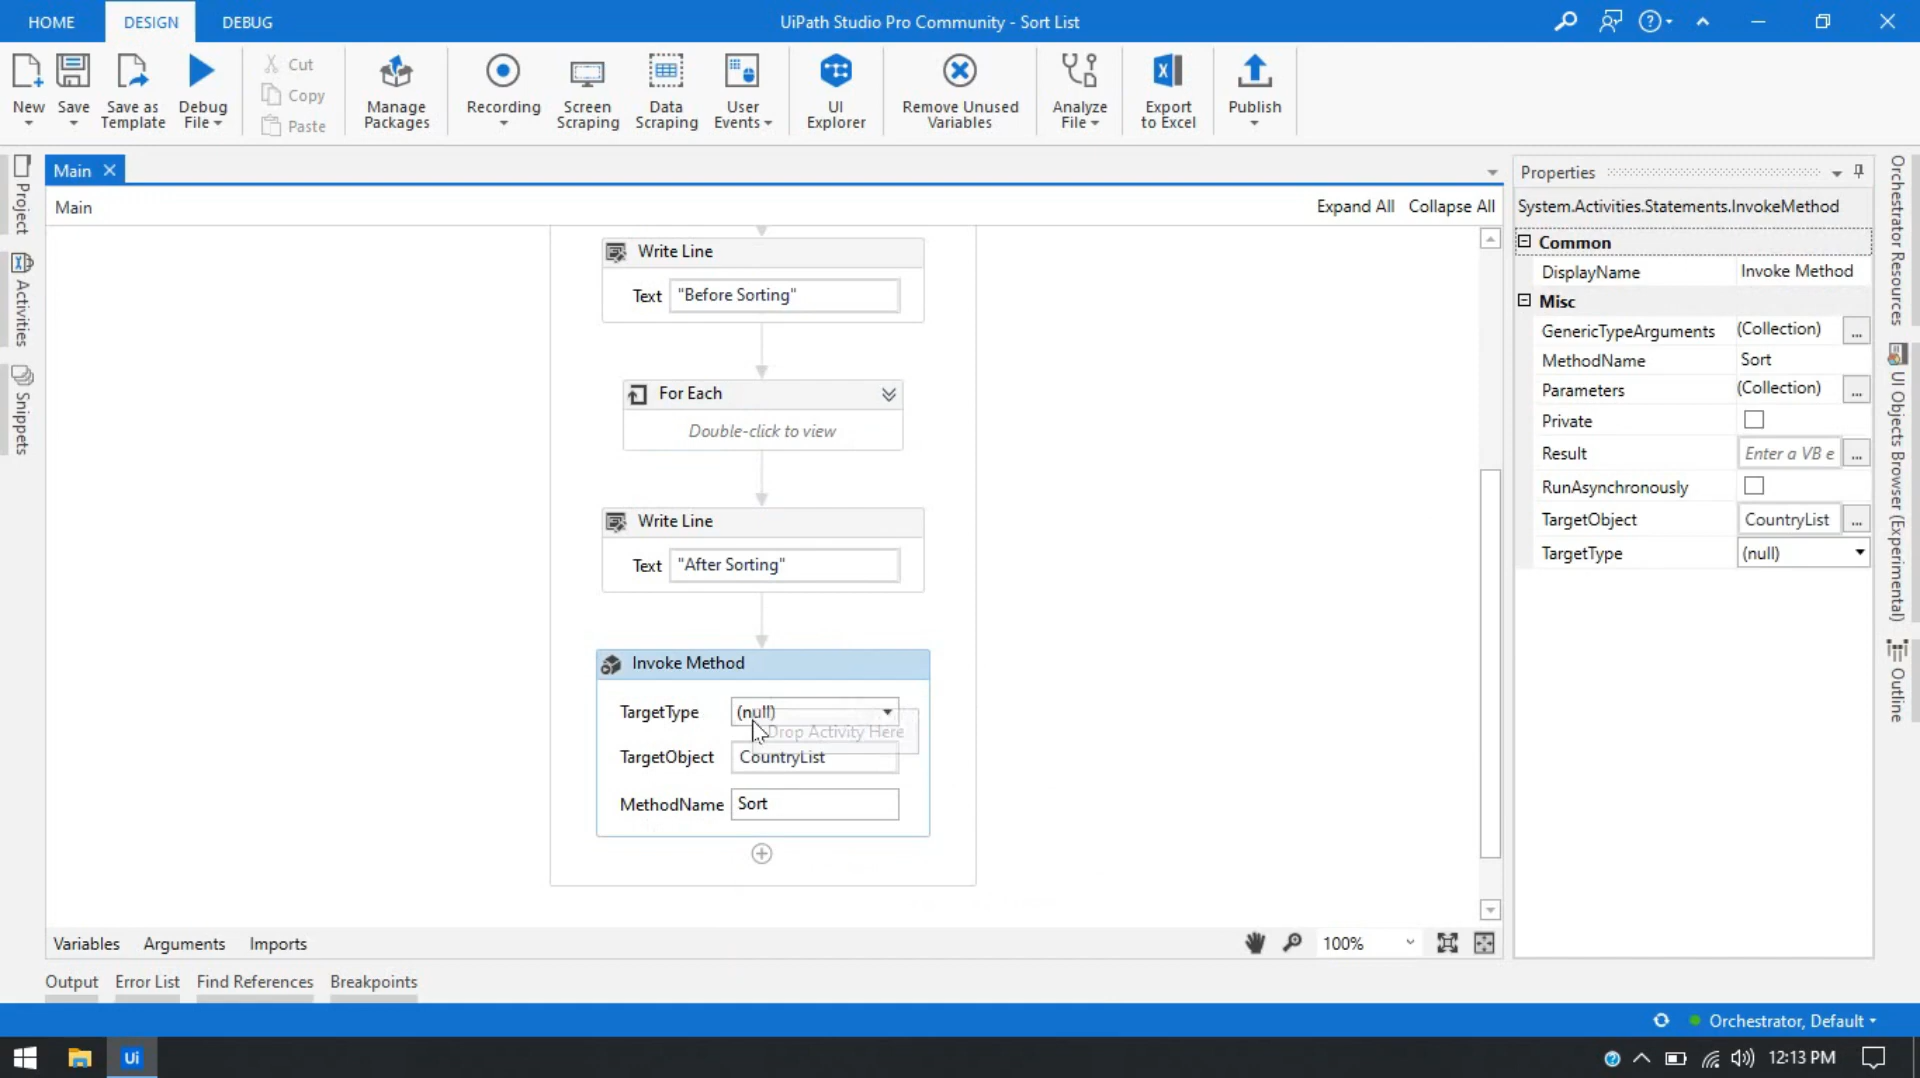 HOME DESIGN DEBUG UiPath Studio Pro Community - Sort List
New Save Save as Template Debug File Cut Copy Paste Manage Packages Recording Screen Scraping Data Scraping User Events UI Explorer Remove Unused Variables Analyze File Export to Excel Publish
Project
Activities
Snippets
Main
Main Expand All Collapse All
Write Line
Text "Before Sorting"
For Each
Double-click to view
Write Line
Text "After Sorting"
Invoke Method
TargetType (null)
Drop Activity Here
TargetObject CountryList
MethodName Sort
Properties
System.Activities.Statements.InvokeMethod
Common
DisplayName Invoke Method
Misc
GenericTypeArguments (Collection) ...
MethodName Sort
Parameters (Collection) ...
Private
Result Enter a VB e ...
RunAsynchronously
TargetObject CountryList ...
TargetType (null)
Orchestrator Resources
UI Objects Browser (Experimental)
Outline
Variables Arguments Imports 100%
Output Error List Find References Breakpoints
Orchestrator, Default
Ui 12:13 PM